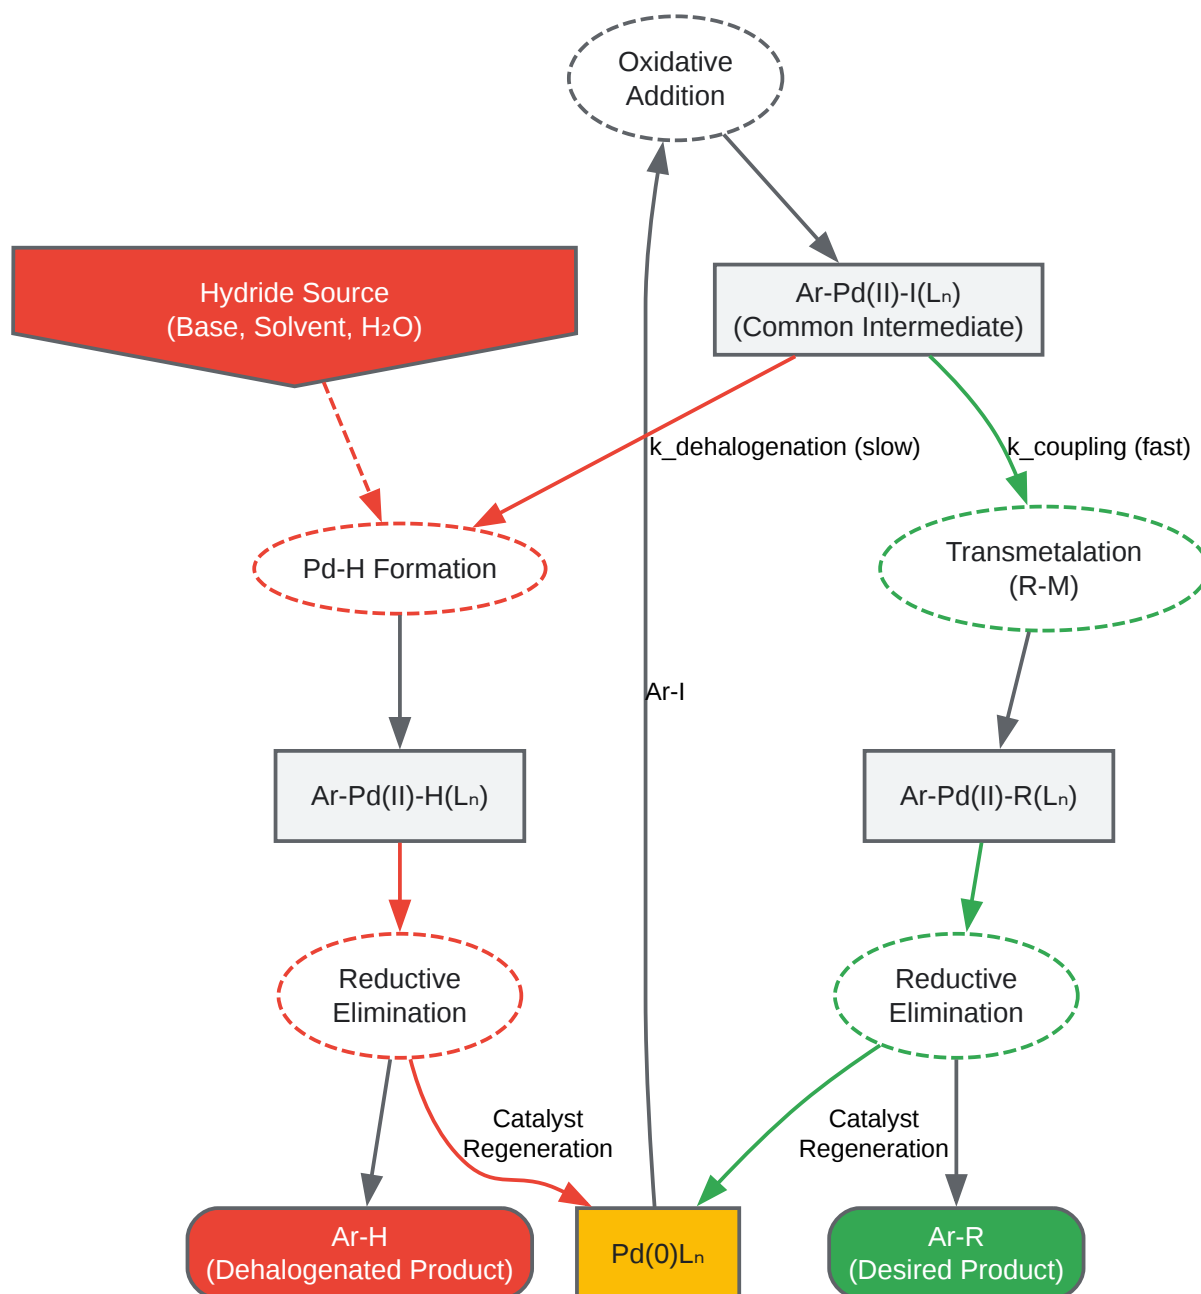 Oxidative
Addition
Hydride Source
(Base, Solvent, H₂O)
Ar-Pd(II)-I(Lₙ)
(Common Intermediate)
k_dehalogenation (slow)
k_coupling (fast)
Pd-H Formation
Transmetalation
(R-M)
Ar-I
Ar-Pd(II)-H(Lₙ)
Ar-Pd(II)-R(Lₙ)
Reductive
Elimination
Reductive
Elimination
Catalyst
Regeneration
Catalyst
Regeneration
Ar-H
(Dehalogenated Product)
Pd(0)Lₙ
Ar-R
(Desired Product)